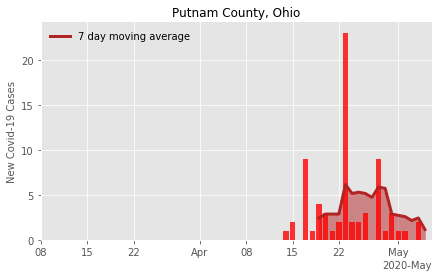 Putnam County, Ohio
7 day moving average
New Covid-19 Cases
20
15
10
5
0
08 15 22 Apr 08 15 22 May
2020-May